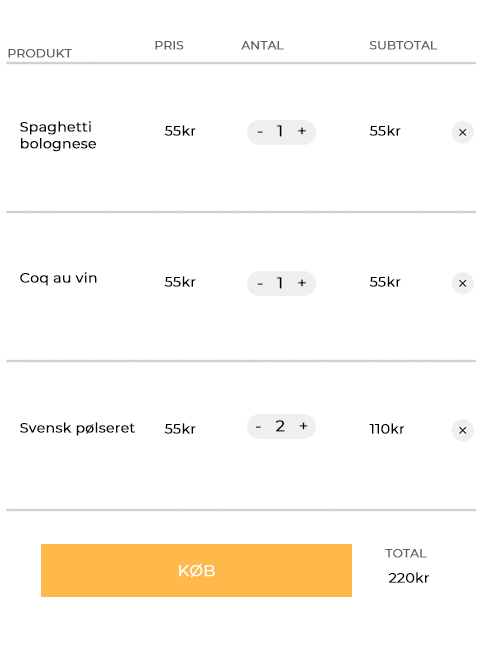 PRODUKT PRIS ANTAL SUBTOTAL
Spaghetti
bolognese 55kr - 1 + 55kr ×
Coq au vin 55kr - 1 + 55kr ×
Svensk pølseret 55kr - 2 + 110kr ×
KØB
TOTAL
220kr